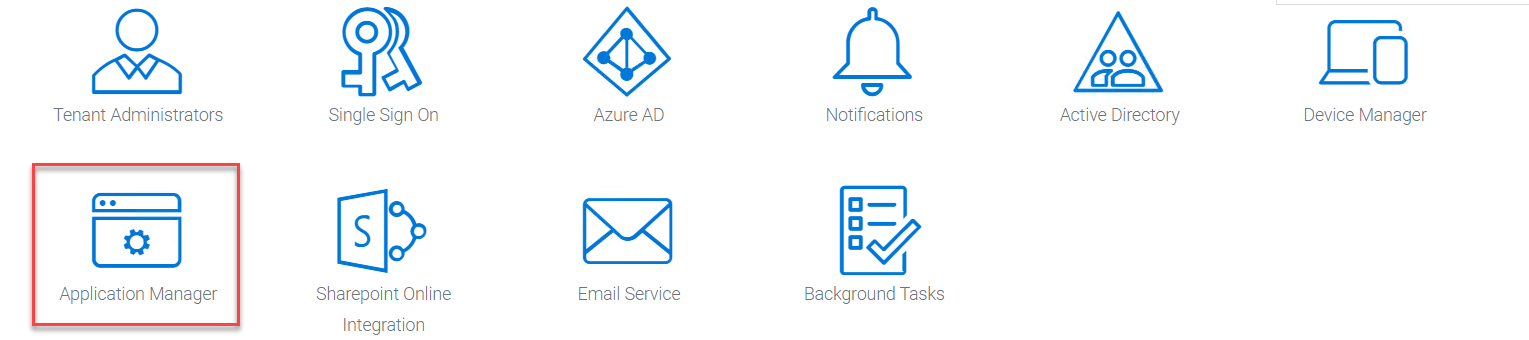 Tenant Administrators
Single Sign On
Azure AD
Notifications
Active Directory
Device Manager
Application Manager
S
Sharepoint Online
Integration
Email Service
Background Tasks